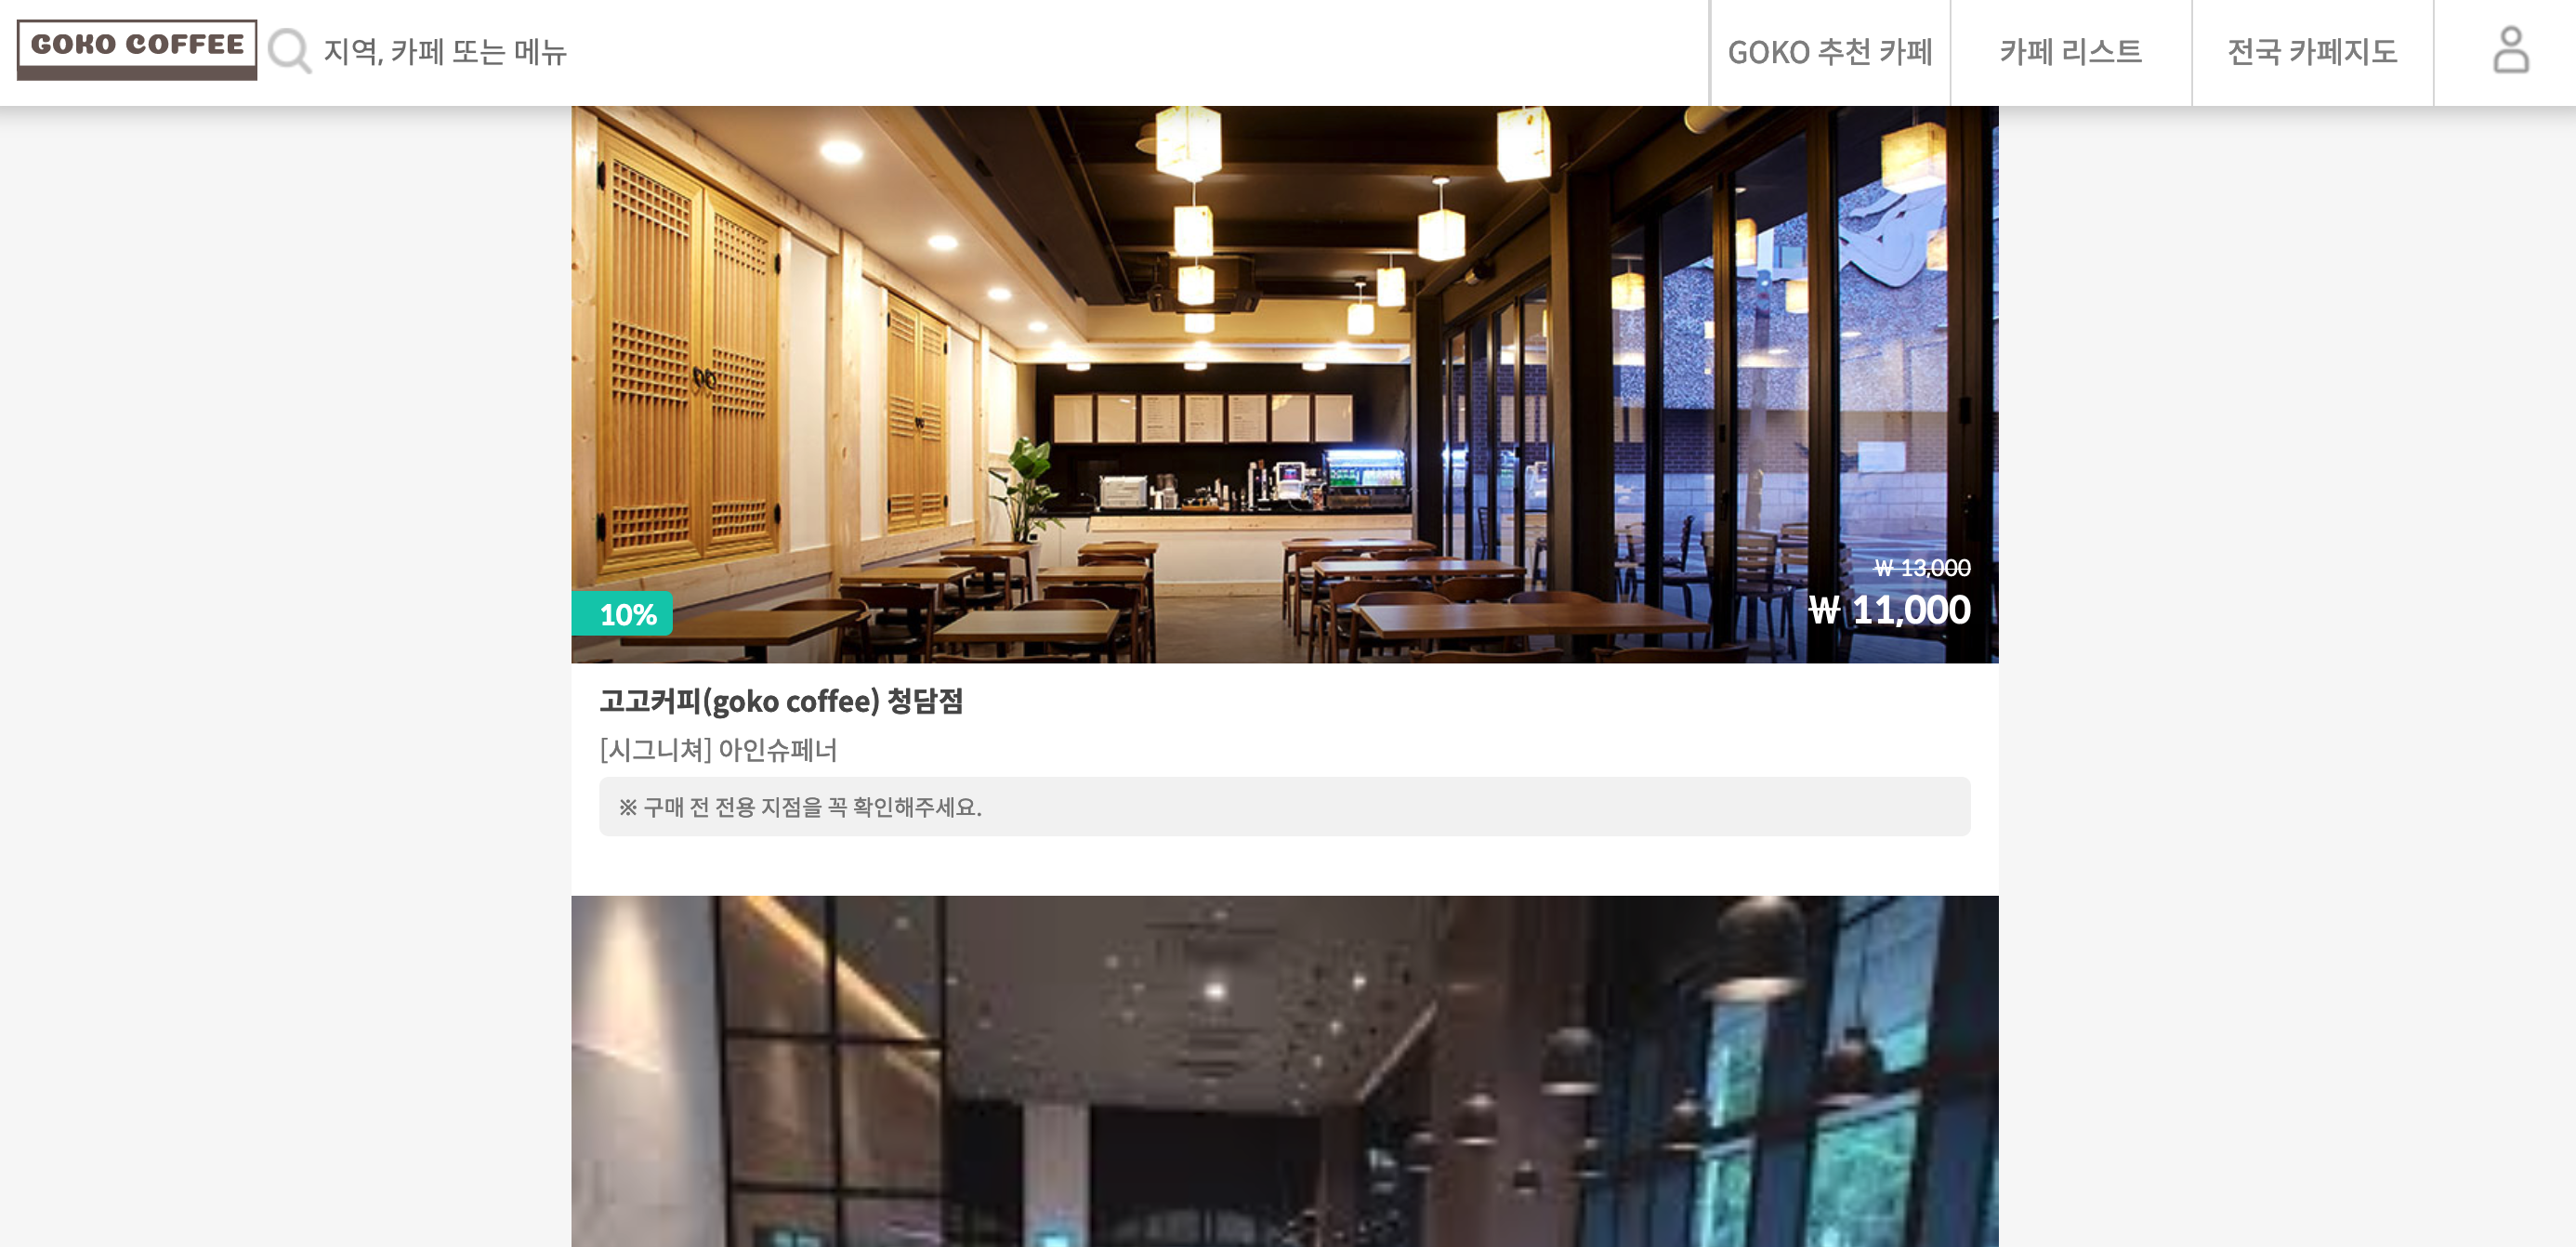 GOKO COFFEE
지역, 카페 또는 메뉴
GOKO 추천 카페
카페 리스트
전국 카페지도
₩ 13,000
10%
₩ 11,000
고고커피(goko coffee) 청담점
[시그니쳐] 아인슈페너
※ 구매 전 전용 지점을 꼭 확인해주세요.